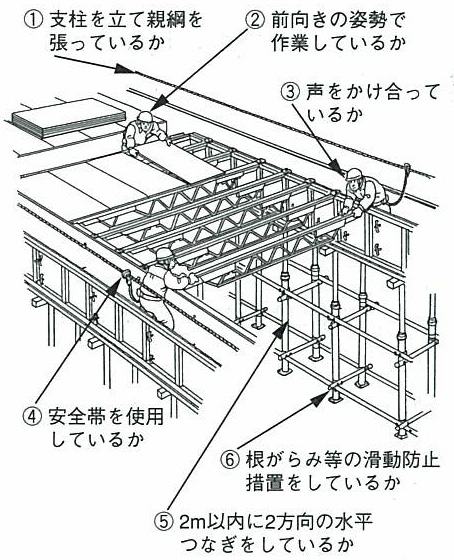 ① 支柱を立て親綱を
張っているか
② 前向きの姿勢で
作業しているか
③ 声をかけ合って
いるか
④ 安全帯を使用
しているか
⑥ 根がらみ等の滑動防止
措置をしているか
⑤ 2m以内に2方向の水平
つなぎをしているか